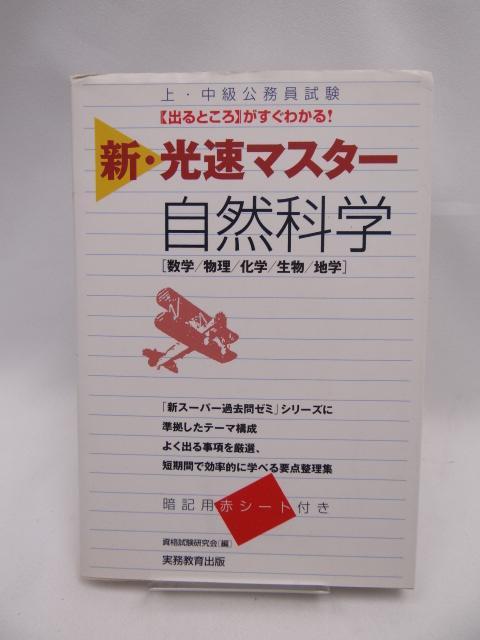 上・中級公務員試験
【出るところ】がすぐわかる!
新・光速マスター
自然科学
[数学/物理/化学/生物/地学]
「新スーパー過去問ゼミ」シリーズに
準拠したテーマ構成
よく出る事項を厳選、
短期間で効率的に学べる要点整理集
暗記用赤シート付き
資格試験研究会[編]
実務教育出版